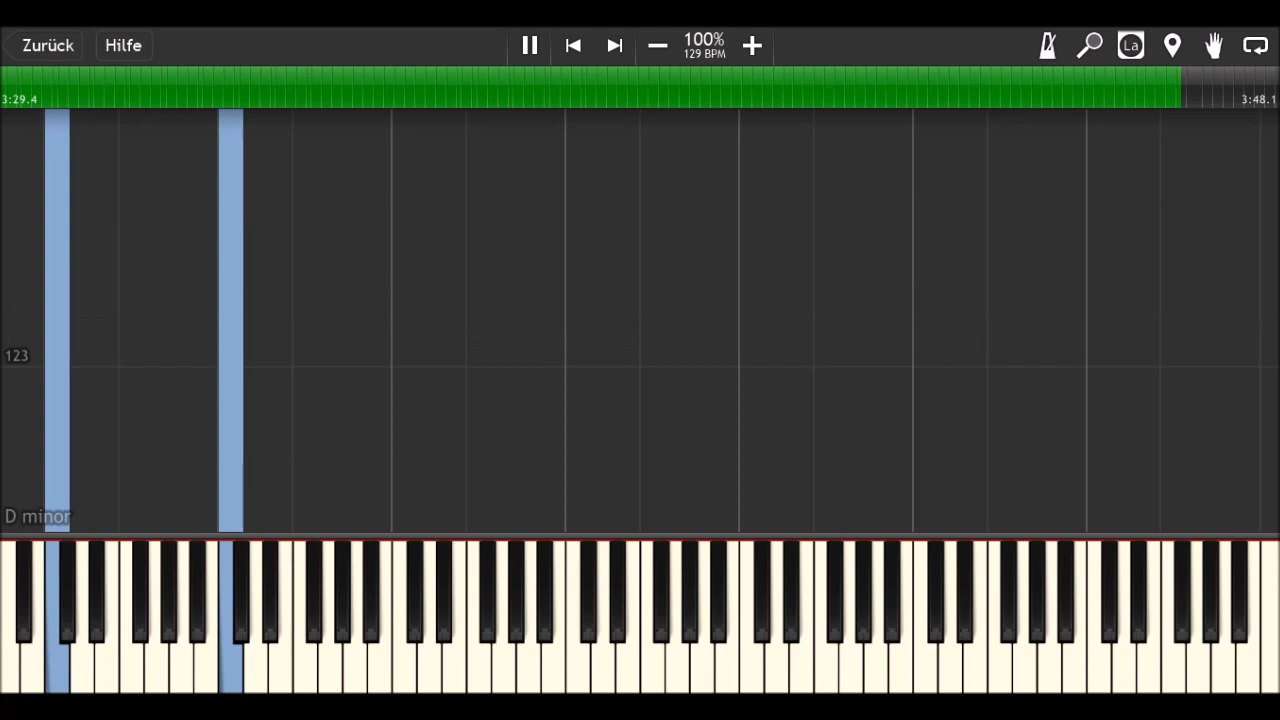 Zurück
Hilfe
100%
129 BPM
La
3:29.4
3:48.1
123
D minor